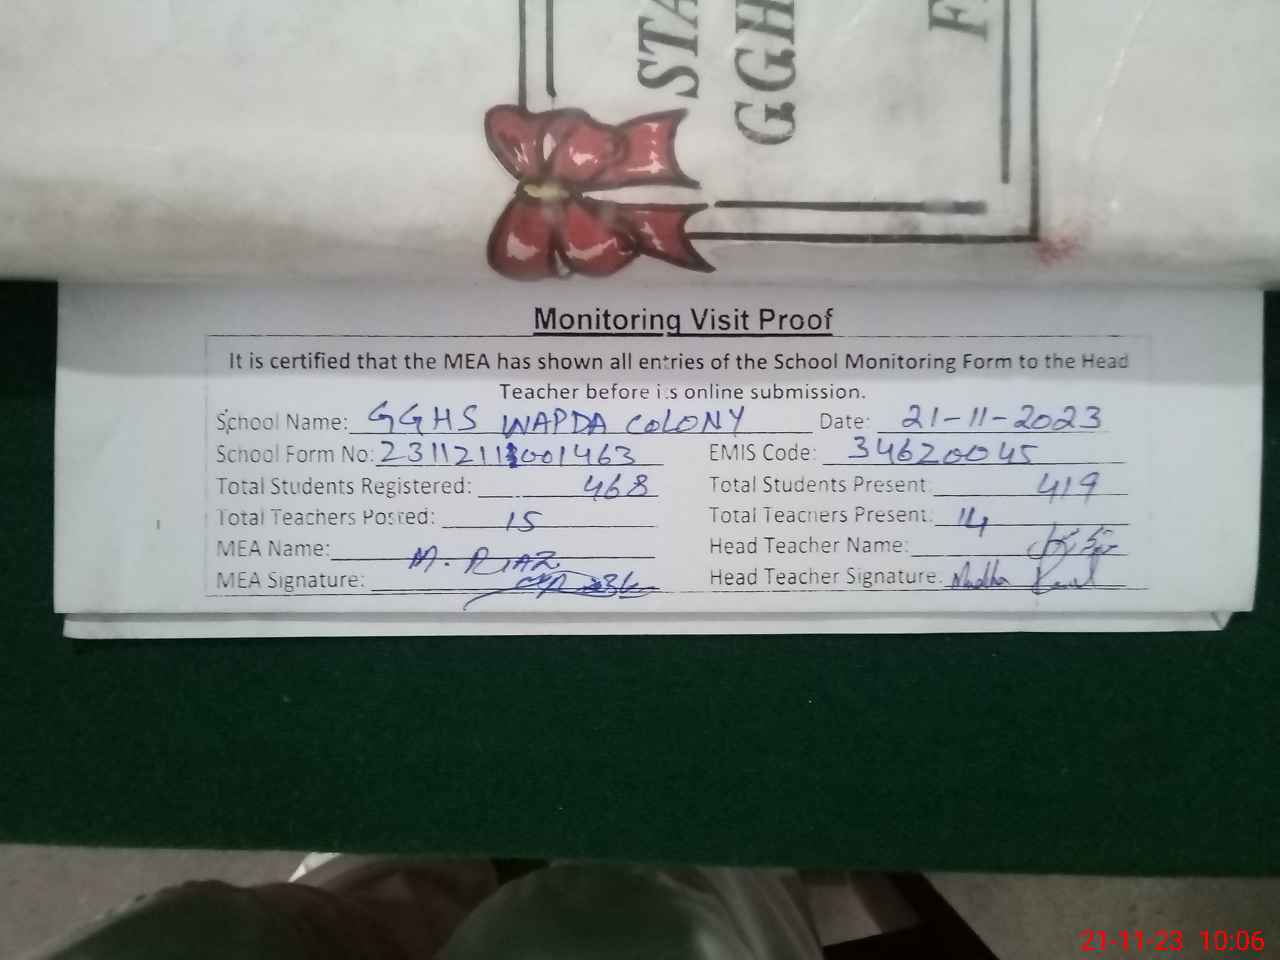 STA
GGH
F
Monitoring Visit Proof
It is certified that the MEA has shown all entries of the School Monitoring Form to the Head
Teacher before its online submission.
School Name: GGHS WAPDA COLONY Date: 21-11-2023
School Form No: EMIS Code: 34620045
Total Students Registered: 468 Total Students Present 419
Total Teachers Posted: 15 Total Teachers Present: 14
MEA Name: M. RIAZ Head Teacher Name:
MEA Signature: Head Teacher Signature.
21-11-23 10:06